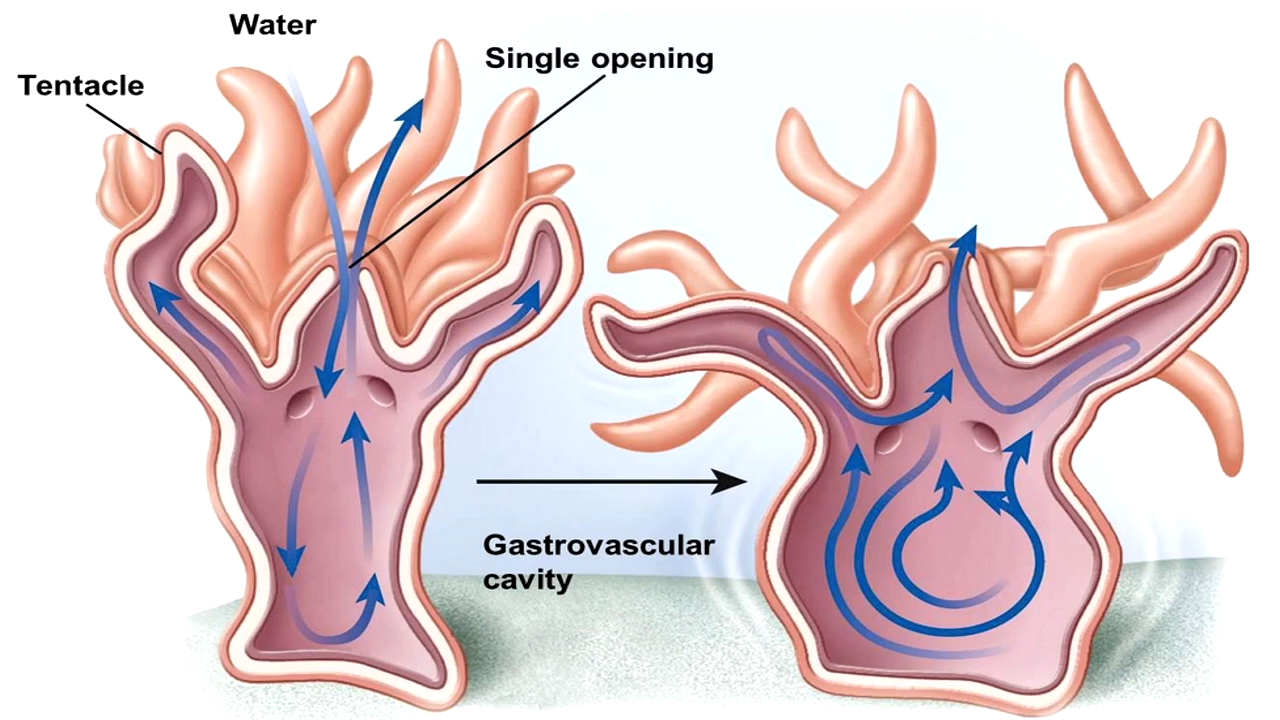 Water
Single opening
Tentacle
Gastrovascular
cavity